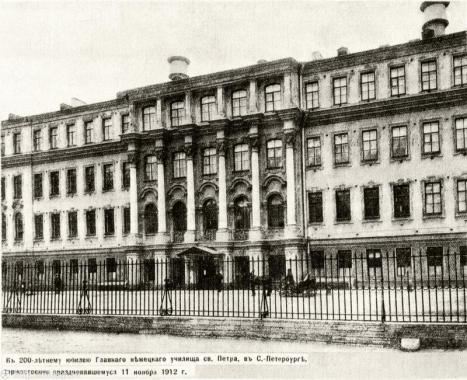 Къ 200-лѣтнему юбилею Главнаго нѣмецкаго училища св. Петра, въ С.-Петербургѣ,
торжественно праздновавшемуся 11 ноября 1912 г.